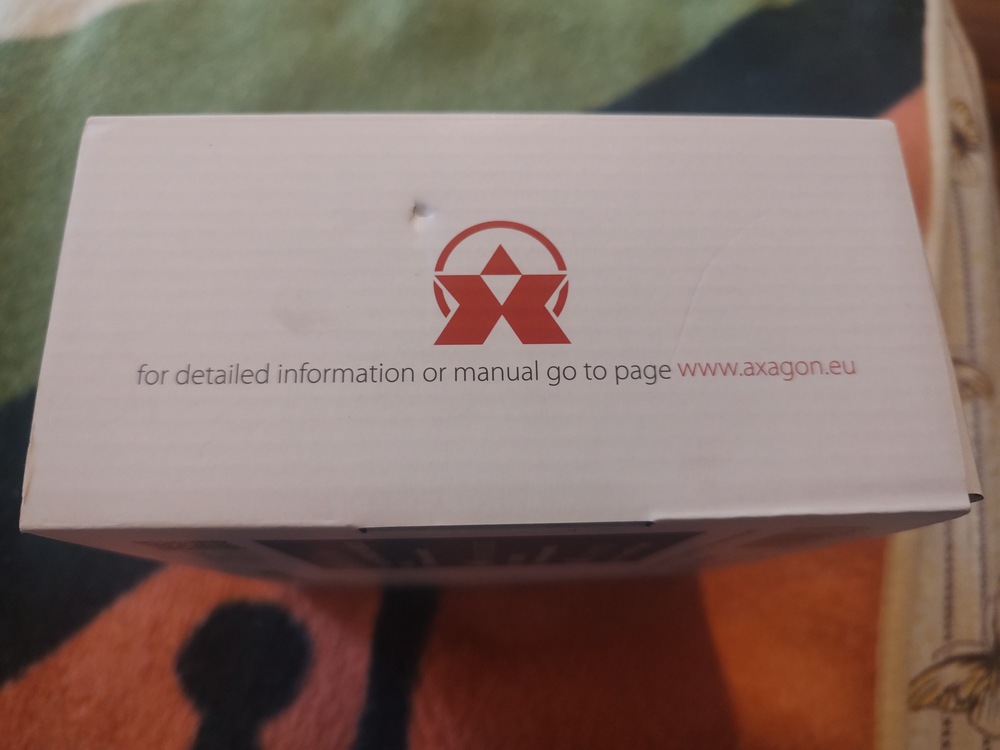 for detailed information or manual go to page www.axagon.eu